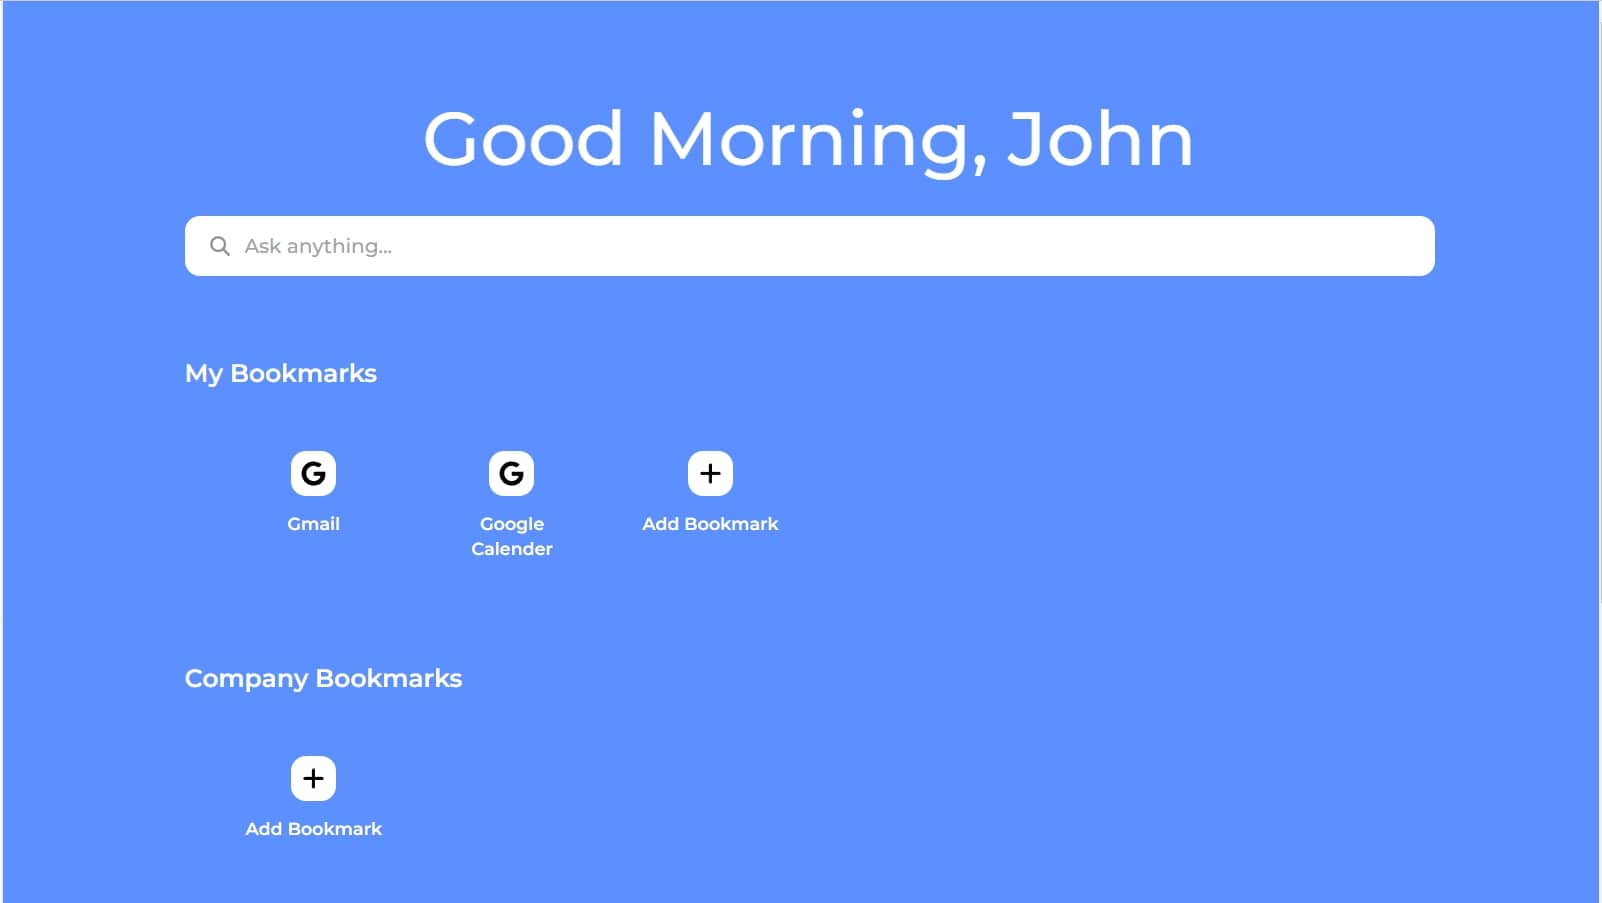 Good Morning, John
Ask anything...
My Bookmarks
Gmail
Google
Calender
Add Bookmark
Company Bookmarks
Add Bookmark